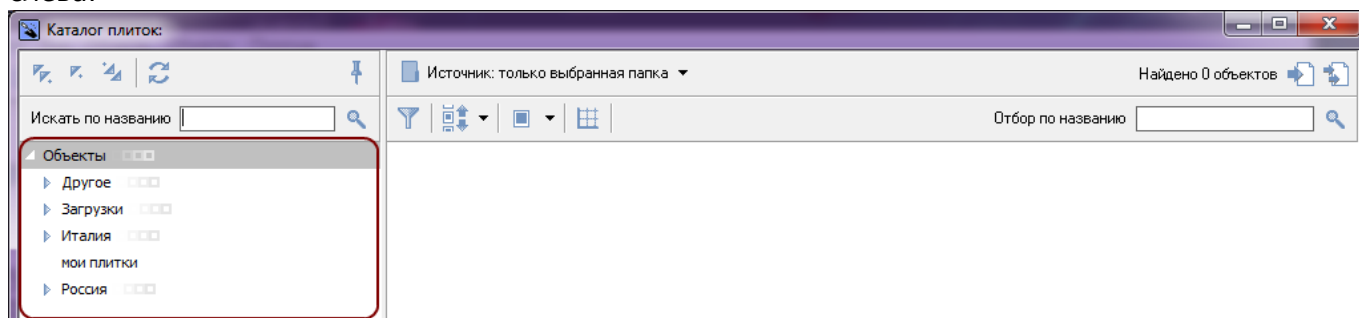 Каталог плиток:
Источник: только выбранная папка
Найдено 0 объектов
Искать по названию
Отбор по названию
Объекты
Другое
Загрузки
Италия
мои плитки
Россия